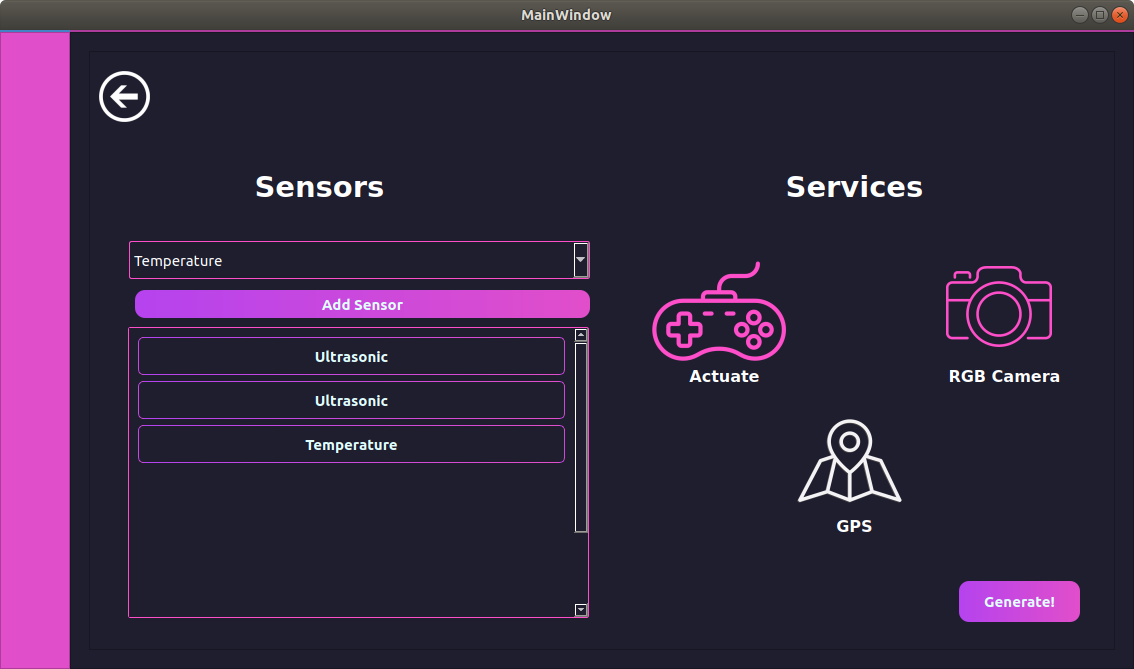 MainWindow
Sensors
Temperature
Add Sensor
Ultrasonic
Ultrasonic
Temperature
Services
Actuate
RGB Camera
GPS
Generate!